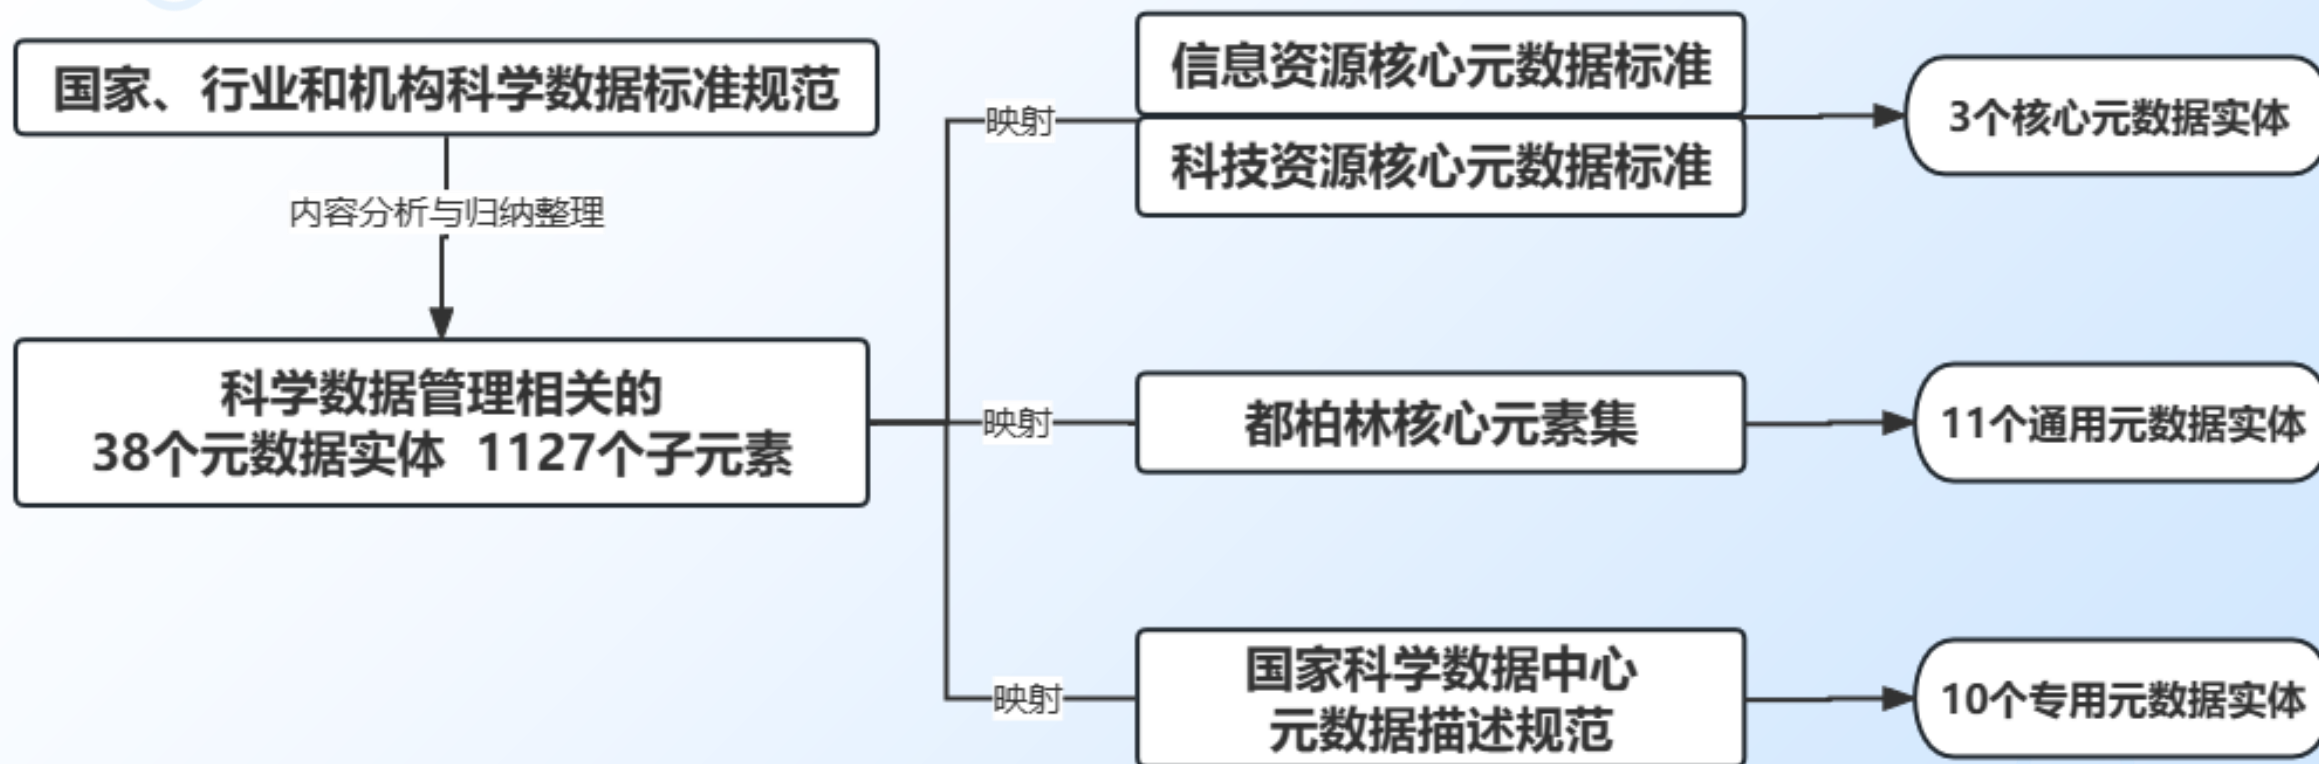 国家、行业和机构科学数据标准规范
内容分析与归纳整理
科学数据管理相关的
38个元数据实体 1127个子元素
映射
信息资源核心元数据标准
科技资源核心元数据标准
3个核心元数据实体
映射
都柏林核心元素集
11个通用元数据实体
映射
国家科学数据中心
元数据描述规范
10个专用元数据实体